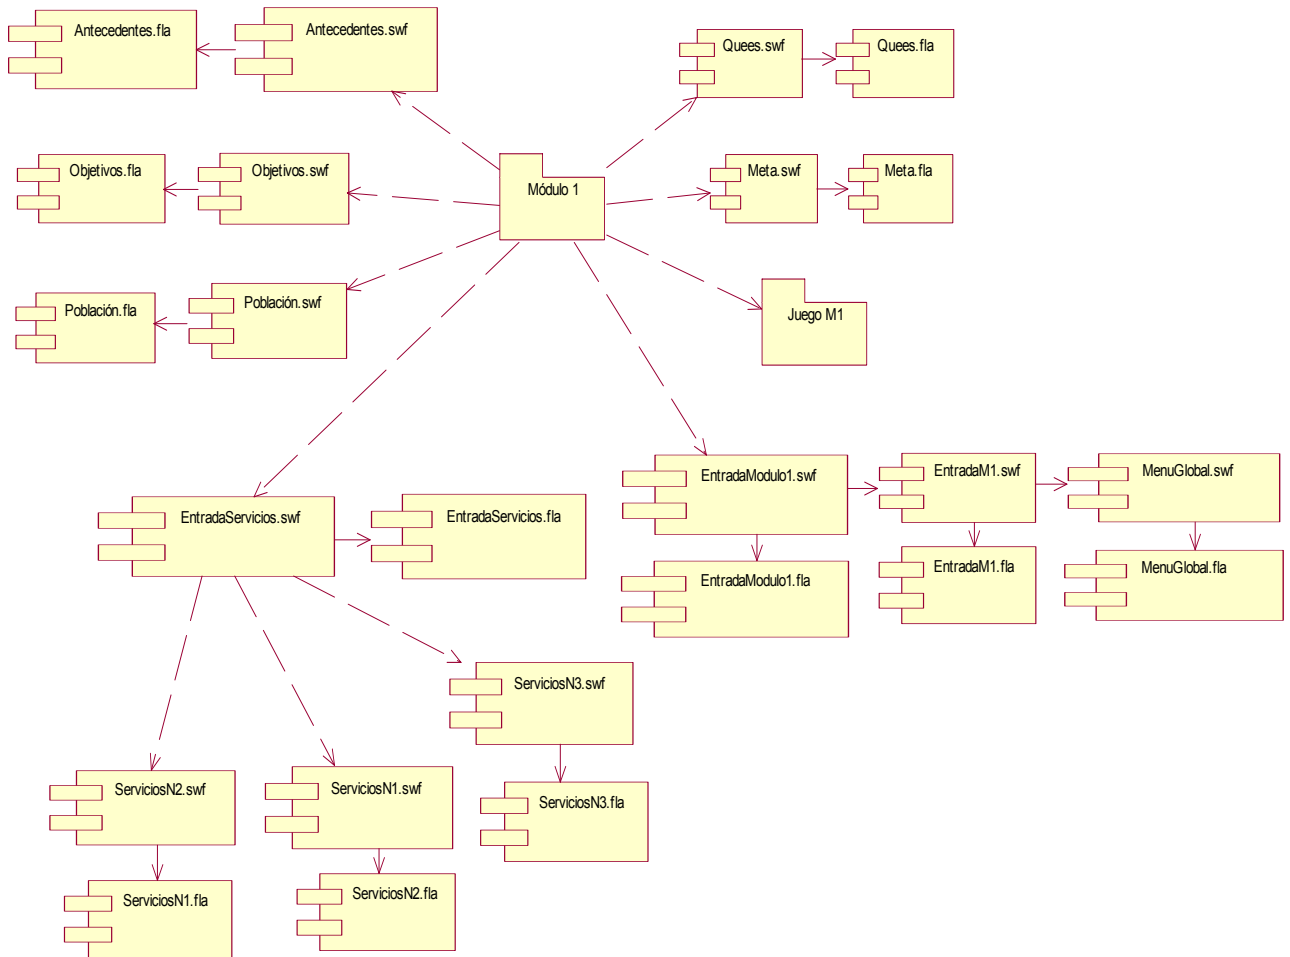 Antecedentes.fla
Antecedentes.swf
Quees.swf
Quees.fla
Objetivos.fla
Objetivos.swf
Módulo 1
Meta.swf
Meta.fla
Población.fla
Población.swf
Juego M1
EntradaServicios.swf
EntradaServicios.fla
EntradaModulo1.swf
EntradaM1.swf
MenuGlobal.swf
EntradaModulo1.fla
EntradaM1.fla
MenuGlobal.fla
ServiciosN3.swf
ServiciosN2.swf
ServiciosN1.swf
ServiciosN3.fla
ServiciosN1.fla
ServiciosN2.fla